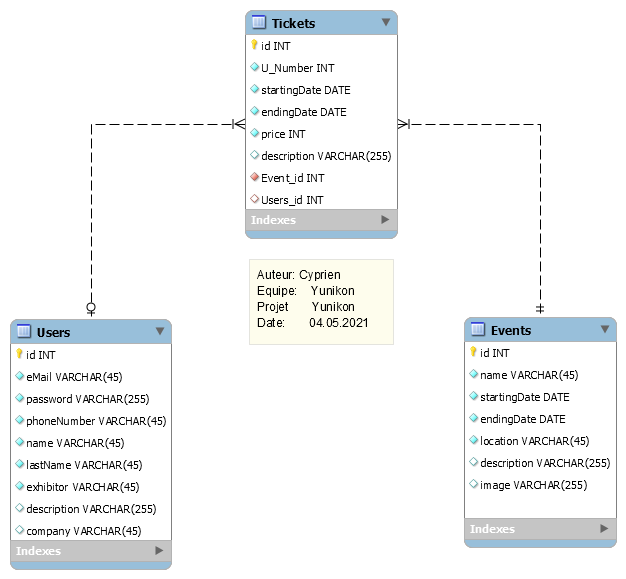 Tickets
id INT
U_Number INT
startingDate DATE
endingDate DATE
price INT
description VARCHAR(255)
Event_id INT
Users_id INT
Indexes
Auteur: Cyprien
Equipe: Yunikon
Projet Yunikon
Date: 04.05.2021
Users
id INT
eMail VARCHAR(45)
password VARCHAR(255)
phoneNumber VARCHAR(45)
name VARCHAR(45)
lastName VARCHAR(45)
exhibitor VARCHAR(45)
description VARCHAR(255)
company VARCHAR(45)
Indexes
Events
id INT
name VARCHAR(45)
startingDate DATE
endingDate DATE
location VARCHAR(45)
description VARCHAR(255)
image VARCHAR(255)
Indexes